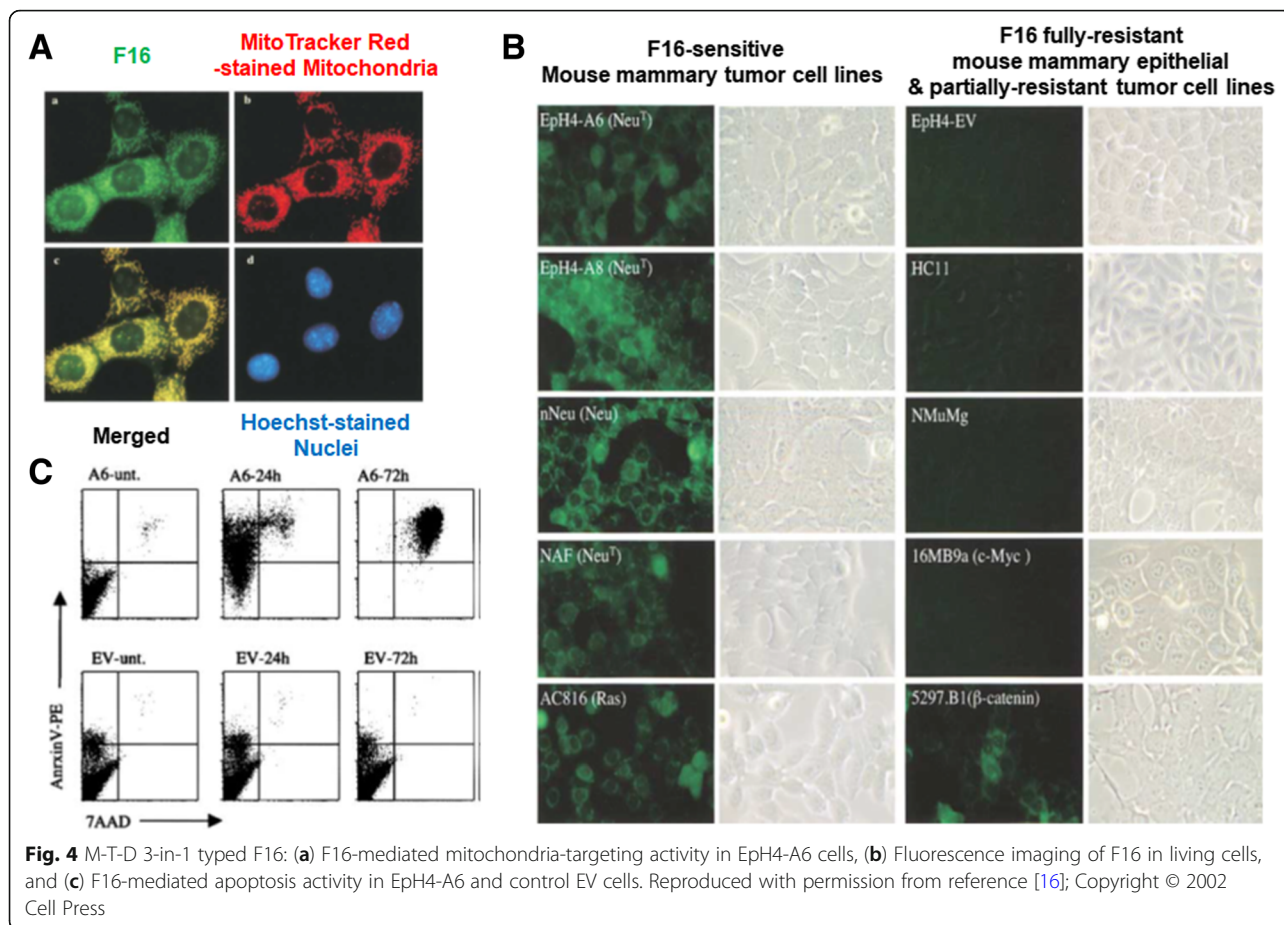 A
F16
MitoTracker Red
-stained Mitochondria
a
b
c
d
Merged
Hoechst-stained
Nuclei
B
F16-sensitive
Mouse mammary tumor cell lines
F16 fully-resistant
mouse mammary epithelial
& partially-resistant tumor cell lines
EpH4-A6 (Neuᵀ)
EpH4-EV
EpH4-A8 (Neuᵀ)
HC11
nNeu (Neu)
NMuMg
NAF (Neuᵀ)
16MB9a (c-Myc )
AC816 (Ras)
5297.B1(β-catenin)
C
A6-unt.
A6-24h
A6-72h
EV-unt.
EV-24h
EV-72h
AnrxinV-PE
7AAD
Fig. 4 M-T-D 3-in-1 typed F16: (a) F16-mediated mitochondria-targeting activity in EpH4-A6 cells, (b) Fluorescence imaging of F16 in living cells,
and (c) F16-mediated apoptosis activity in EpH4-A6 and control EV cells. Reproduced with permission from reference [16]; Copyright © 2002
Cell Press